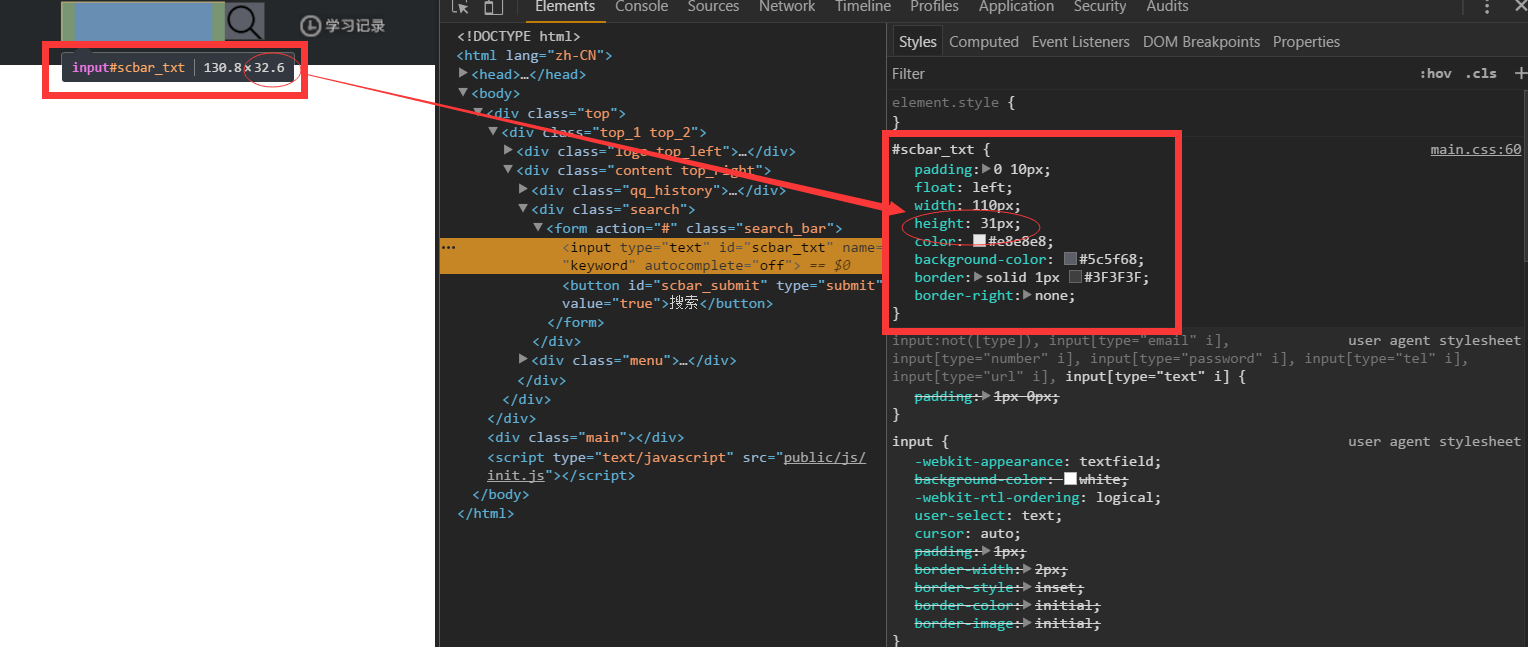 学习记录
input#scbar_txt | 130.8×32.6
Elements Console Sources Network Timeline Profiles Application Security Audits
<!DOCTYPE html>
<html lang="zh-CN">
<head>…</head>
<body>
<div class="top">
<div class="top_1 top_2">
<div class="logo top_left">…</div>
<div class="content top_right">
<div class="qq_history">…</div>
<div class="search">
<form action="#" class="search_bar">
<input type="text" id="scbar_txt" name=
"keyword" autocomplete="off"> == $0
<button id="scbar_submit" type="submit"
value="true">搜索</button>
</form>
</div>
<div class="menu">…</div>
</div>
</div>
</div>
<div class="main"></div>
<script type="text/javascript" src="public/js/
init.js"></script>
</body>
</html>
Styles Computed Event Listeners DOM Breakpoints Properties
Filter :hov .cls +
element.style {
}
#scbar_txt { main.css:60
padding: 0 10px;
float: left;
width: 110px;
height: 31px;
color: #e8e8e8;
background-color: #5c5f68;
border: solid 1px #3F3F3F;
border-right: none;
}
input:not([type]), input[type="email" i], user agent stylesheet
input[type="number" i], input[type="password" i], input[type="tel" i],
input[type="url" i], input[type="text" i] {
padding: 1px 0px;
}
input { user agent stylesheet
-webkit-appearance: textfield;
background-color: white;
-webkit-rtl-ordering: logical;
user-select: text;
cursor: auto;
padding: 1px;
border-width: 2px;
border-style: inset;
border-color: initial;
border-image: initial;
}